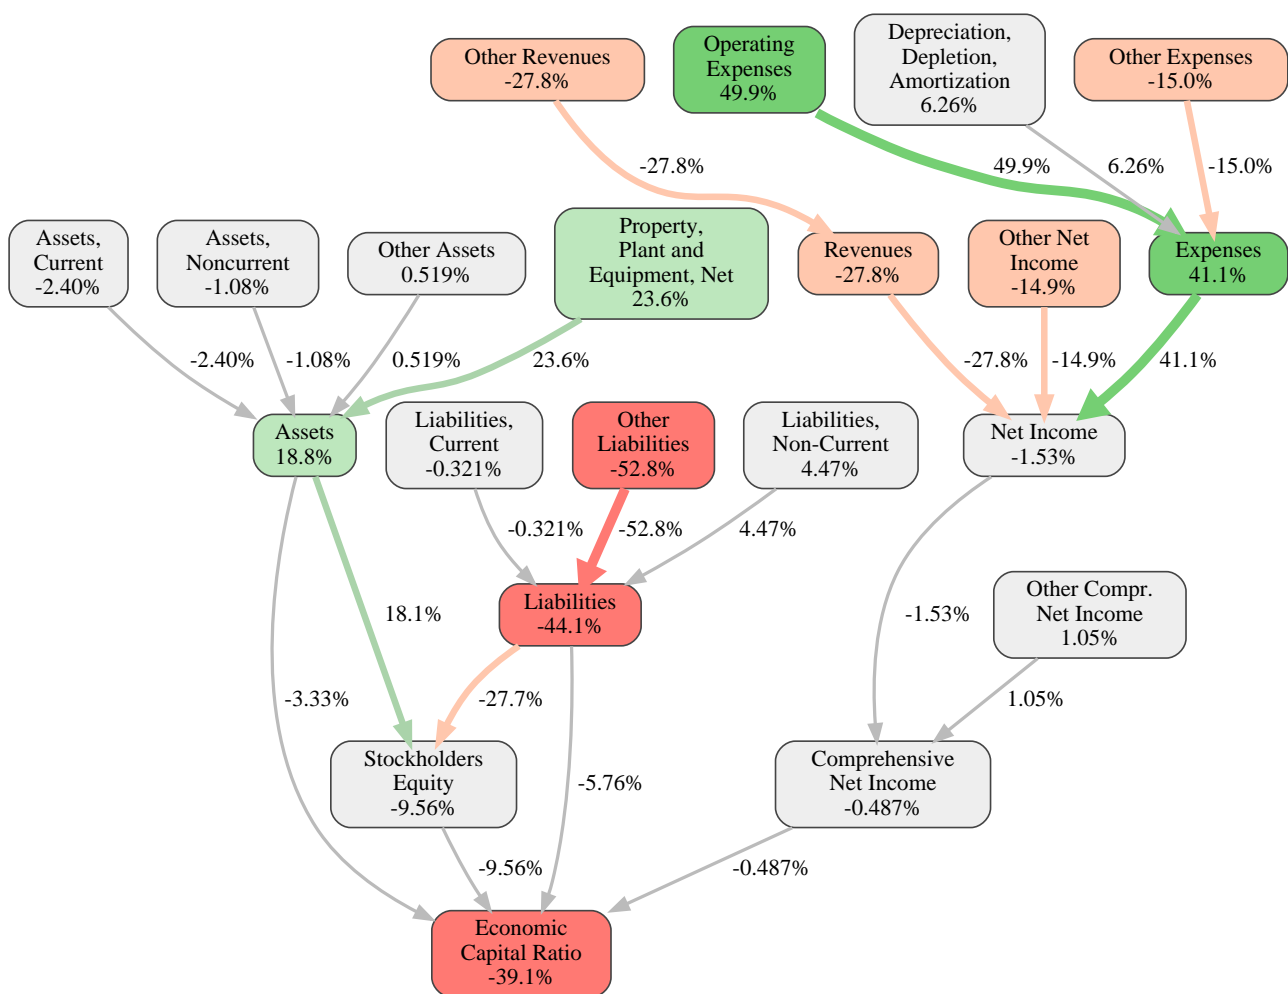 Other Revenues
-27.8%
Operating
Expenses
49.9%
Depreciation,
Depletion,
Amortization
6.26%
Other Expenses
-15.0%
-27.8%
49.9%
6.26%
-15.0%
Assets,
Current
-2.40%
Assets,
Noncurrent
-1.08%
Other Assets
0.519%
Property,
Plant and
Equipment, Net
23.6%
Revenues
-27.8%
Other Net
Income
-14.9%
Expenses
41.1%
-2.40%
-1.08%
0.519%
23.6%
-27.8%
-14.9%
41.1%
Assets
18.8%
Liabilities,
Current
-0.321%
Other
Liabilities
-52.8%
Liabilities,
Non-Current
4.47%
Net Income
-1.53%
-0.321%
-52.8%
4.47%
Liabilities
-44.1%
18.1%
-1.53%
Other Compr.
Net Income
1.05%
-3.33%
-27.7%
1.05%
Stockholders
Equity
-9.56%
-5.76%
Comprehensive
Net Income
-0.487%
-9.56%
-0.487%
Economic
Capital Ratio
-39.1%